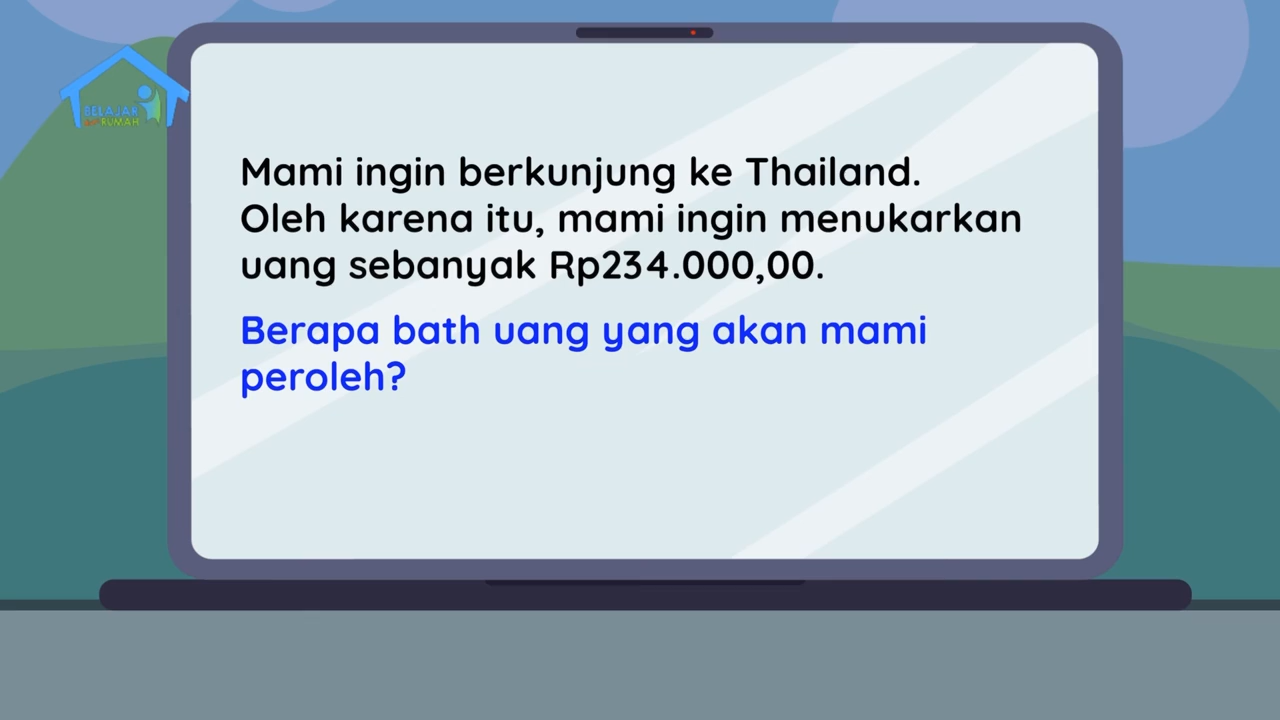 BELAJAR
RUMAH
Mami ingin berkunjung ke Thailand.
Oleh karena itu, mami ingin menukarkan
uang sebanyak Rp234.000,00.
Berapa bath uang yang akan mami
peroleh?